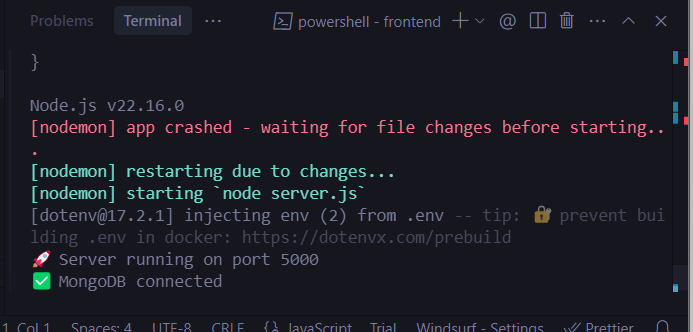 Problems Terminal ··· powershell - frontend
}
Node.js v22.16.0
[nodemon] app crashed - waiting for file changes before starting..
.
[nodemon] restarting due to changes...
[nodemon] starting `node server.js`
[dotenv@17.2.1] injecting env (2) from .env -- tip: 🔐 prevent bui
lding .env in docker: https://dotenvx.com/prebuild
🚀 Server running on port 5000
✅ MongoDB connected
1, Col 1 Spaces: 4 UTF-8 CRLF {} JavaScript Trial Windsurf - Settings Prettier